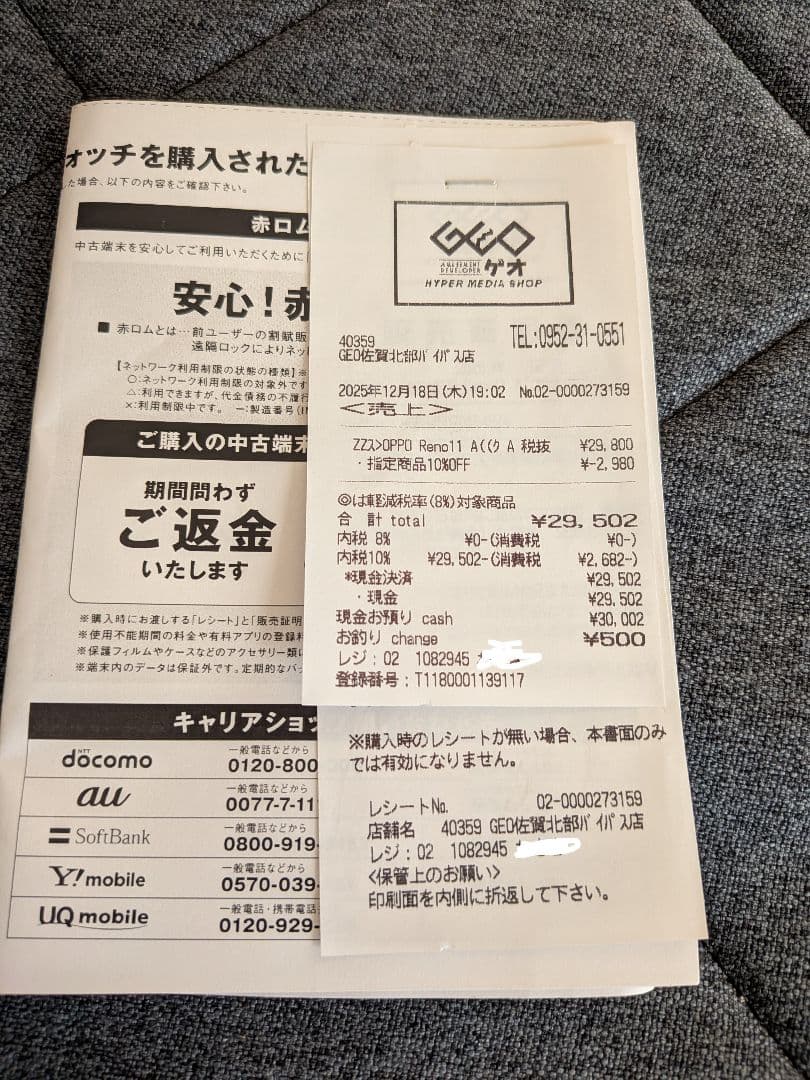 ォッチを購入された
た場合、以下の内容をご確認下さい。
赤ロム
中古端末を安心してご利用いただくために
安心!赤
■ 赤ロムとは…前ユーザーの割賦販
遠隔ロックによりネッ
【ネットワーク利用制限の状態の種類】※
○:ネットワーク利用制限の対象外です
△:利用できますが、代金債務の不履行
×:利用制限中です。 ー:製造番号(IM
ご購入の中古端末
期間問わず
ご返金
いたします
※購入時にお渡しする「レシート」と「販売証明
※使用不能期間の料金や有料アプリの登録料
※保護フィルムやケースなどのアクセサリー類
※端末内のデータは保証外です。定期的なバッ
キャリアショッ
NTT docomo 一般電話などから 0120-800
au 一般電話などから 0077-7-11
SoftBank 一般電話などから 0800-919-
Y!mobile 一般電話などから 0570-039-
UQ mobile 一般電話・携帯電話 0120-929-
GEO
AMUSEMENT DEVELOPER ゲオ
HYPER MEDIA SHOP
40359 TEL:0952-31-0551
GEO佐賀北部バイパス店
2025年12月18日(木)19:02 No.02-0000273159
<売上>
ZZス>OPPO Reno11 A((ク A 税抜 ¥29,800
・指定商品10%OFF ¥-2,980
◎は軽減税率(8%)対象商品
合 計 total ¥29,502
内税 8% ¥0-(消費税 ¥0-)
内税10% ¥29,502-(消費税 ¥2,682-)
*現金決済 ¥29,502
・現金 ¥29,502
現金お預り cash ¥30,002
お釣り change ¥500
レジ:02 1082945
登録番号:T1180001139117
※購入時のレシートが無い場合、本書面のみ
では有効になりません。
レシートNo. 02-0000273159
店舗名 40359 GEO佐賀北部バイパス店
レジ:02 1082945
<保管上のお願い>
印刷面を内側に折返して下さい。